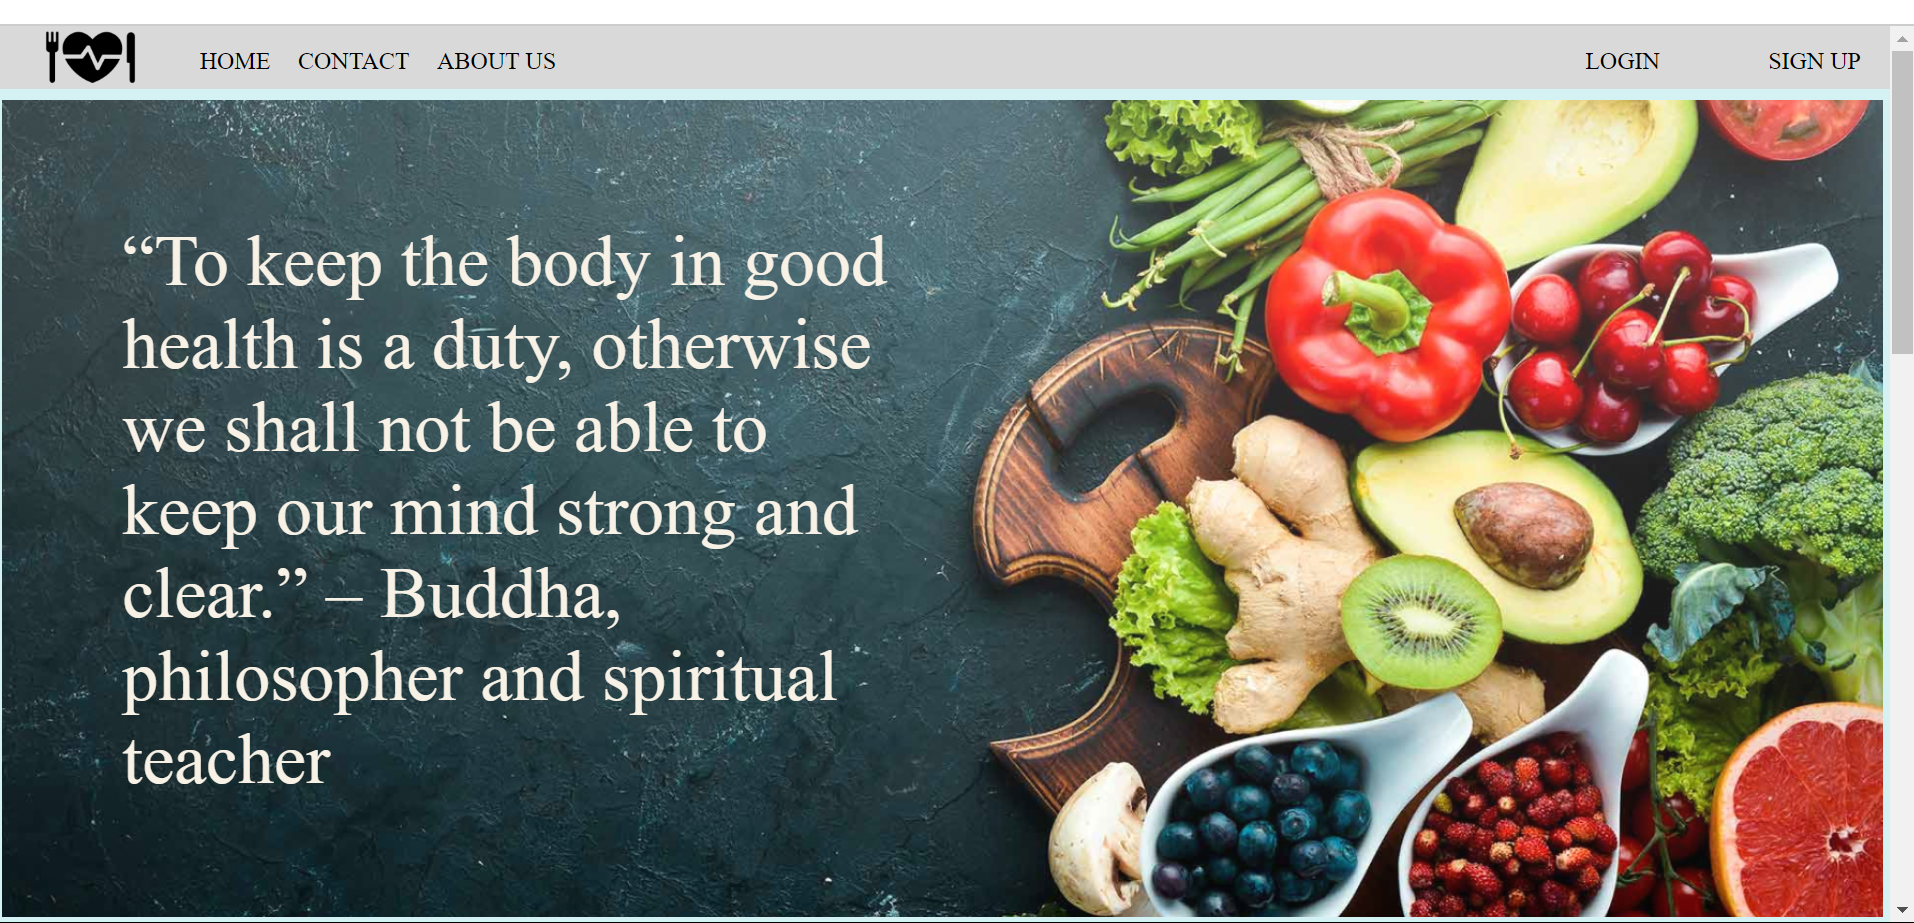 HOME CONTACT ABOUT US LOGIN SIGN UP
“To keep the body in good
health is a duty, otherwise
we shall not be able to
keep our mind strong and
clear.” – Buddha,
philosopher and spiritual
teacher